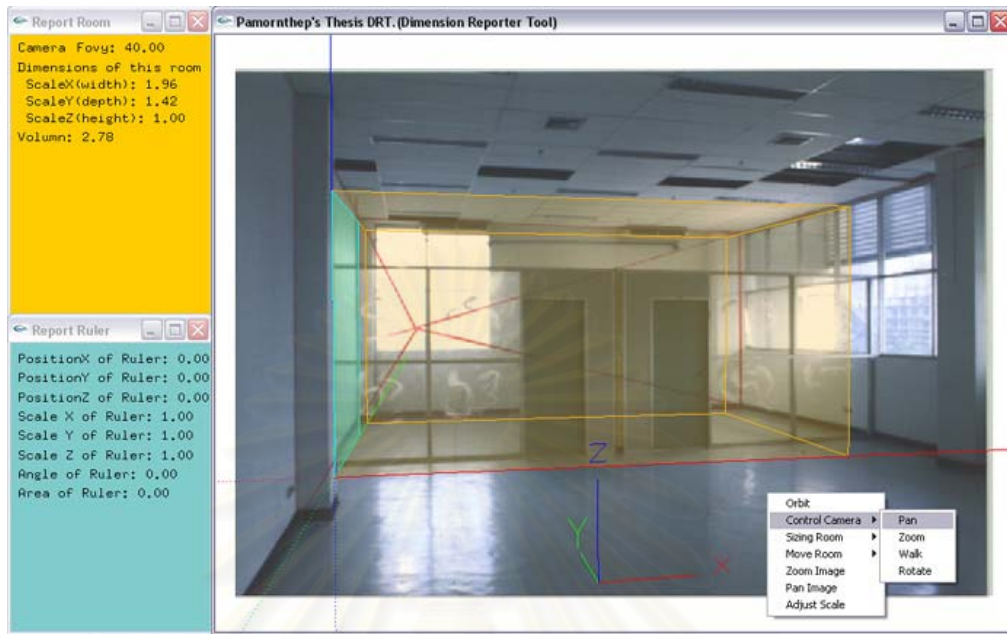 Report Room
Camera Fovy: 40.00
Dimensions of this room
ScaleX(width): 1.96
ScaleY(depth): 1.42
ScaleZ(height): 1.00
Volumn: 2.78
Report Ruler
PositionX of Ruler: 0.00
PositionY of Ruler: 0.00
PositionZ of Ruler: 0.00
Scale X of Ruler: 1.00
Scale Y of Ruler: 1.00
Scale Z of Ruler: 1.00
Angle of Ruler: 0.00
Area of Ruler: 0.00
Pamornthep's Thesis DRT.(Dimension Reporter Tool)
Z
Y
X
Orbit
Control Camera
Sizing Room
Move Room
Zoom Image
Pan Image
Adjust Scale
Pan
Zoom
Walk
Rotate